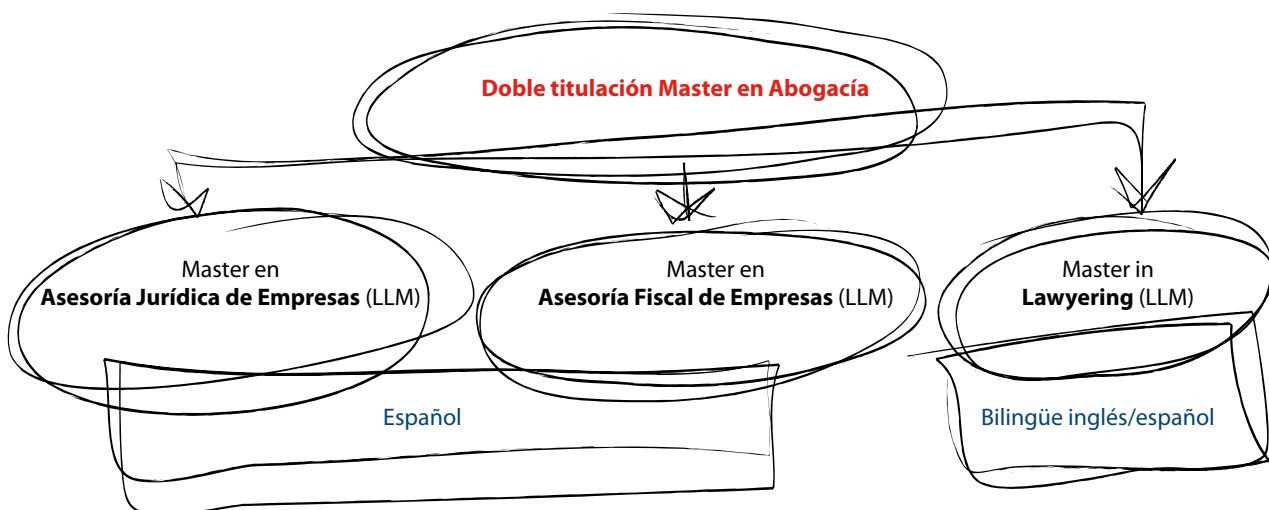 Doble titulación Master en Abogacía
Master en
Asesoría Jurídica de Empresas (LLM)
Master en
Asesoría Fiscal de Empresas (LLM)
Master in
Lawyering (LLM)
Español
Bilingüe inglés/español